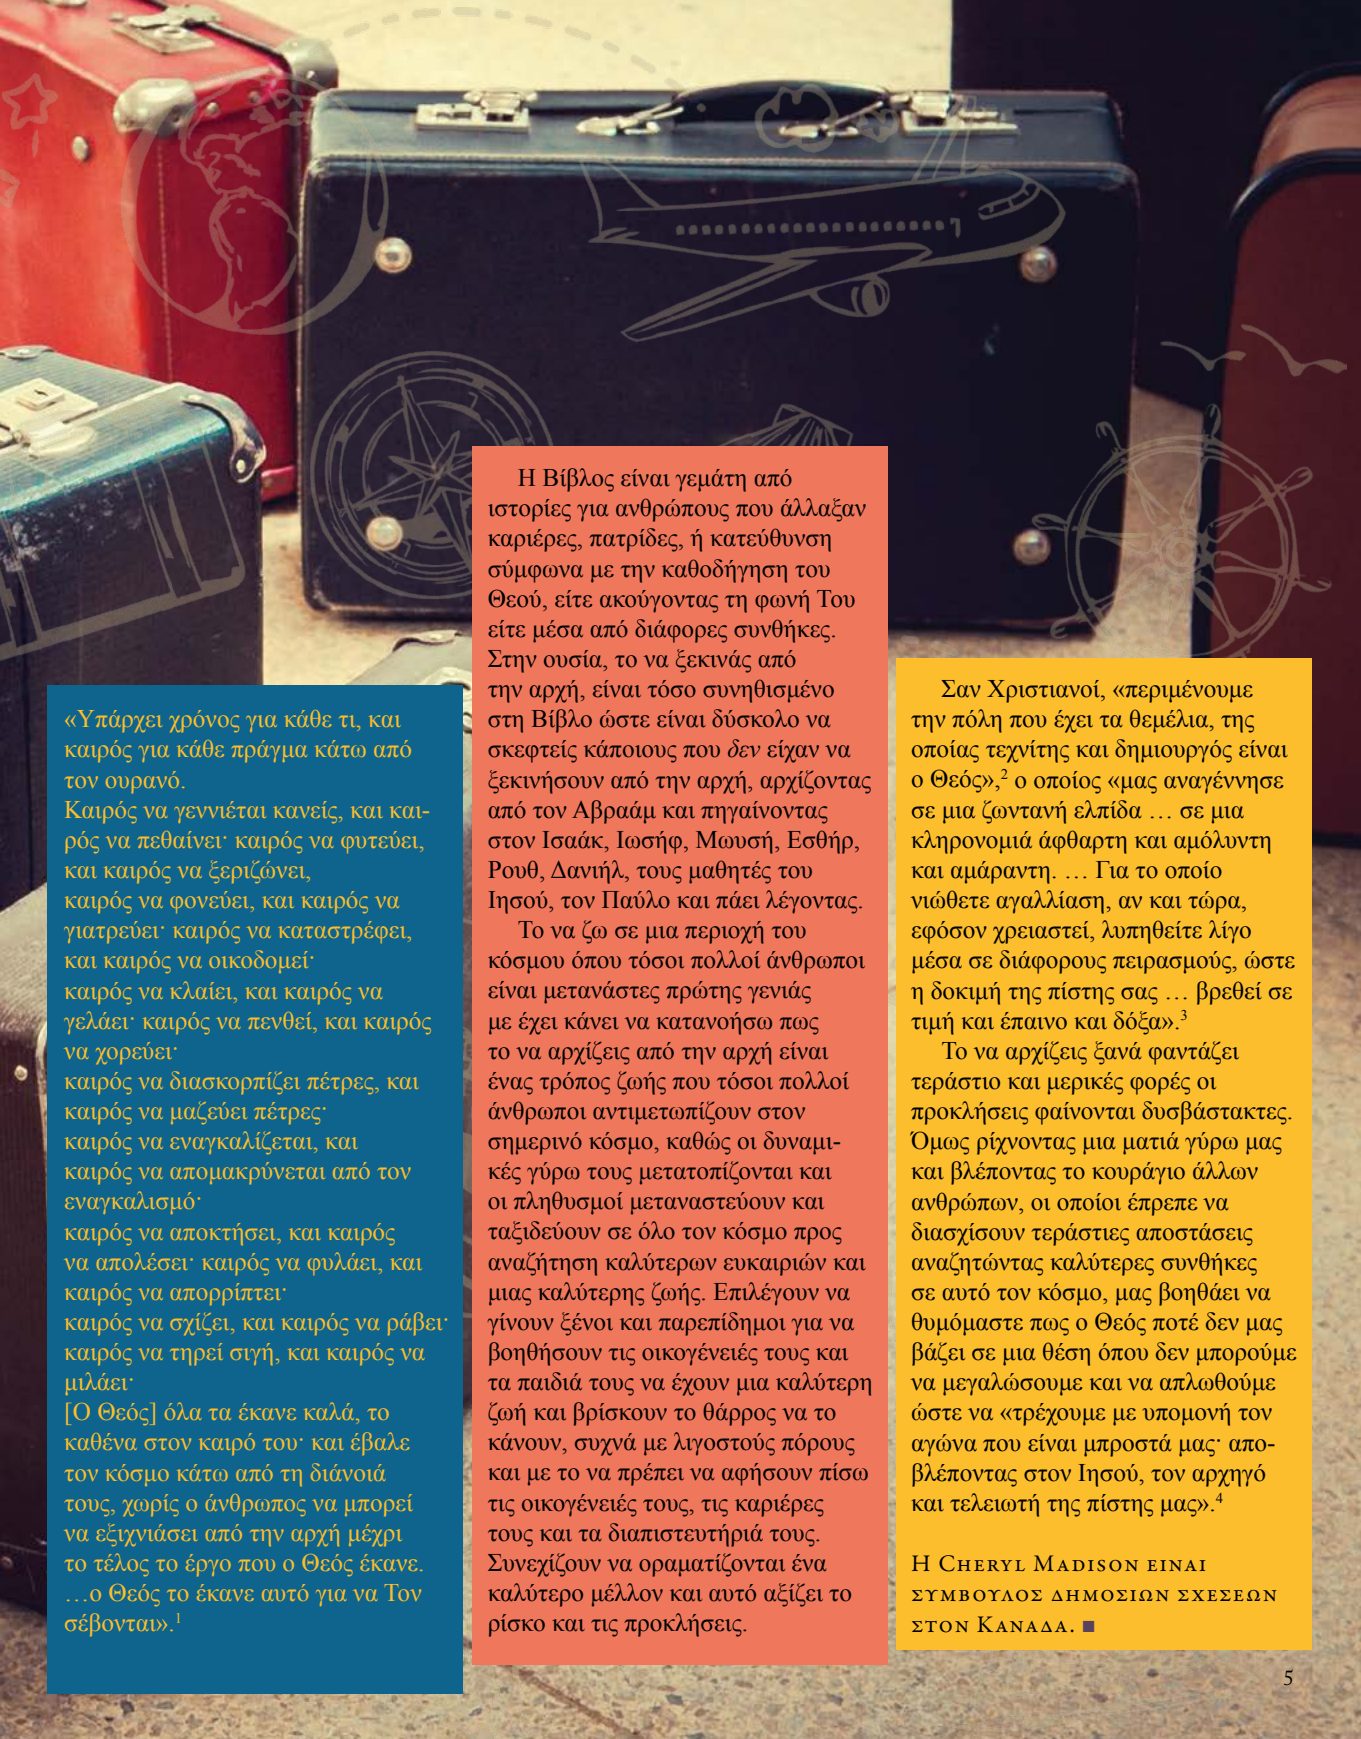 «Υπάρχει χρόνος για κάθε τι, και
καιρός για κάθε πράγμα κάτω από
τον ουρανό.
Καιρός να γεννιέται κανείς, και και-
ρός να πεθαίνει· καιρός να φυτεύει,
και καιρός να ξεριζώνει,
καιρός να φονεύει, και καιρός να
γιατρεύει· καιρός να καταστρέφει,
και καιρός να οικοδομεί·
καιρός να κλαίει, και καιρός να
γελάει· καιρός να πενθεί, και καιρός
να χορεύει·
καιρός να διασκορπίζει πέτρες, και
καιρός να μαζεύει πέτρες·
καιρός να εναγκαλίζεται, και
καιρός να απομακρύνεται από τον
εναγκαλισμό·
καιρός να αποκτήσει, και καιρός
να απολέσει· καιρός να φυλάει, και
καιρός να απορρίπτει·
καιρός να σχίζει, και καιρός να ράβει·
καιρός να τηρεί σιγή, και καιρός να
μιλάει·
[Ο Θεός] όλα τα έκανε καλά, το
καθένα στον καιρό του· και έβαλε
τον κόσμο κάτω από τη διάνοιά
τους, χωρίς ο άνθρωπος να μπορεί
να εξιχνιάσει από την αρχή μέχρι
το τέλος το έργο που ο Θεός έκανε.
…ο Θεός το έκανε αυτό για να Τον
σέβονται».1
Η Βίβλος είναι γεμάτη από
ιστορίες για ανθρώπους που άλλαξαν
καριέρες, πατρίδες, ή κατεύθυνση
σύμφωνα με την καθοδήγηση του
Θεού, είτε ακούγοντας τη φωνή Του
είτε μέσα από διάφορες συνθήκες.
Στην ουσία, το να ξεκινάς από
την αρχή, είναι τόσο συνηθισμένο
στη Βίβλο ώστε είναι δύσκολο να
σκεφτείς κάποιους που δεν είχαν να
ξεκινήσουν από την αρχή, αρχίζοντας
από τον Αβραάμ και πηγαίνοντας
στον Ισαάκ, Ιωσήφ, Μωυσή, Εσθήρ,
Ρουθ, Δανιήλ, τους μαθητές του
Ιησού, τον Παύλο και πάει λέγοντας.
Το να ζω σε μια περιοχή του
κόσμου όπου τόσοι πολλοί άνθρωποι
είναι μετανάστες πρώτης γενιάς
με έχει κάνει να κατανοήσω πως
το να αρχίζεις από την αρχή είναι
ένας τρόπος ζωής που τόσοι πολλοί
άνθρωποι αντιμετωπίζουν στον
σημερινό κόσμο, καθώς οι δυναμι-
κές γύρω τους μετατοπίζονται και
οι πληθυσμοί μεταναστεύουν και
ταξιδεύουν σε όλο τον κόσμο προς
αναζήτηση καλύτερων ευκαιριών και
μιας καλύτερης ζωής. Επιλέγουν να
γίνουν ξένοι και παρεπίδημοι για να
βοηθήσουν τις οικογένειές τους και
τα παιδιά τους να έχουν μια καλύτερη
ζωή και βρίσκουν το θάρρος να το
κάνουν, συχνά με λιγοστούς πόρους
και με το να πρέπει να αφήσουν πίσω
τις οικογένειές τους, τις καριέρες
τους και τα διαπιστευτήριά τους.
Συνεχίζουν να οραματίζονται ένα
καλύτερο μέλλον και αυτό αξίζει το
ρίσκο και τις προκλήσεις.
Σαν Χριστιανοί, «περιμένουμε
την πόλη που έχει τα θεμέλια, της
οποίας τεχνίτης και δημιουργός είναι
ο Θεός»,2 ο οποίος «μας αναγέννησε
σε μια ζωντανή ελπίδα … σε μια
κληρονομιά άφθαρτη και αμόλυντη
και αμάραντη. … Για το οποίο
νιώθετε αγαλλίαση, αν και τώρα,
εφόσον χρειαστεί, λυπηθείτε λίγο
μέσα σε διάφορους πειρασμούς, ώστε
η δοκιμή της πίστης σας … βρεθεί σε
τιμή και έπαινο και δόξα».3
Το να αρχίζεις ξανά φαντάζει
τεράστιο και μερικές φορές οι
προκλήσεις φαίνονται δυσβάστακτες.
Όμως ρίχνοντας μια ματιά γύρω μας
και βλέποντας το κουράγιο άλλων
ανθρώπων, οι οποίοι έπρεπε να
διασχίσουν τεράστιες αποστάσεις
αναζητώντας καλύτερες συνθήκες
σε αυτό τον κόσμο, μας βοηθάει να
θυμόμαστε πως ο Θεός ποτέ δεν μας
βάζει σε μια θέση όπου δεν μπορούμε
να μεγαλώσουμε και να απλωθούμε
ώστε να «τρέχουμε με υπομονή τον
αγώνα που είναι μπροστά μας· απο-
βλέποντας στον Ιησού, τον αρχηγό
και τελειωτή της πίστης μας».4
Η Cheryl Madison ειναι
συμβουλος δημοσιων σχεσεων
στον Καναδα. ■
5